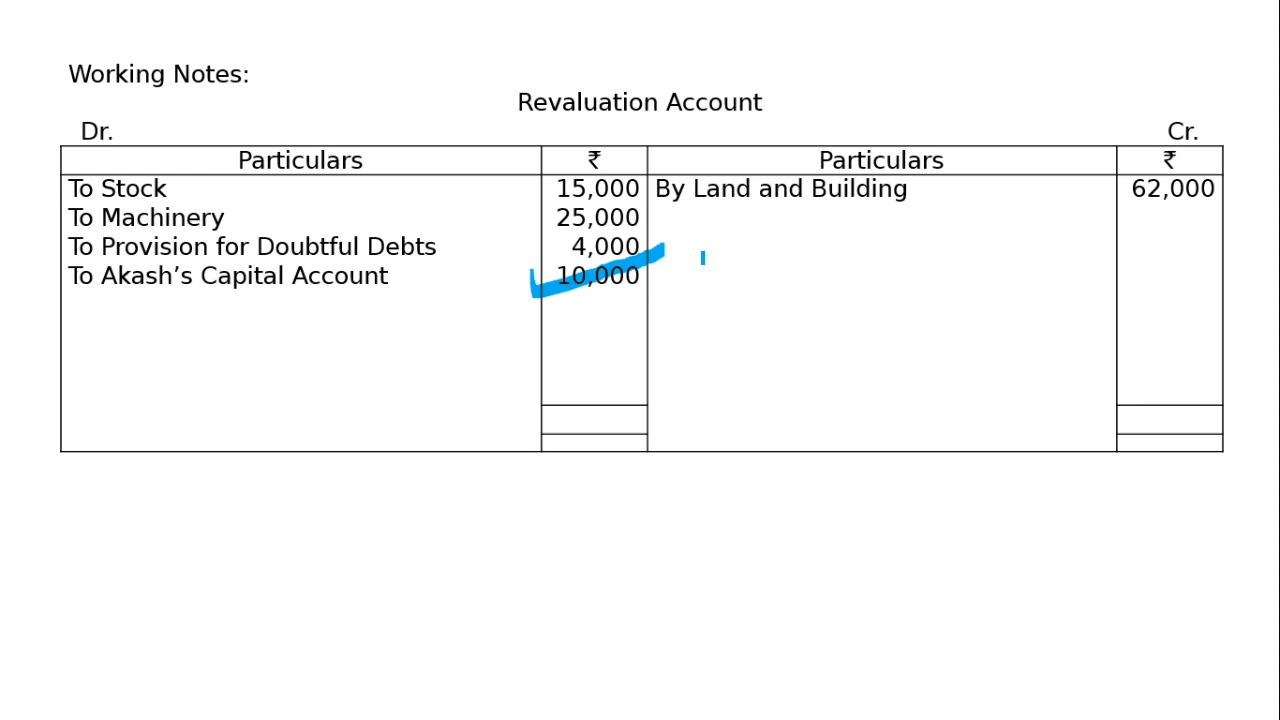 Working Notes:
Revaluation Account
Dr. Cr.
Particulars ₹ Particulars ₹
To Stock 15,000 By Land and Building 62,000
To Machinery 25,000
To Provision for Doubtful Debts 4,000
To Akash’s Capital Account 10,000